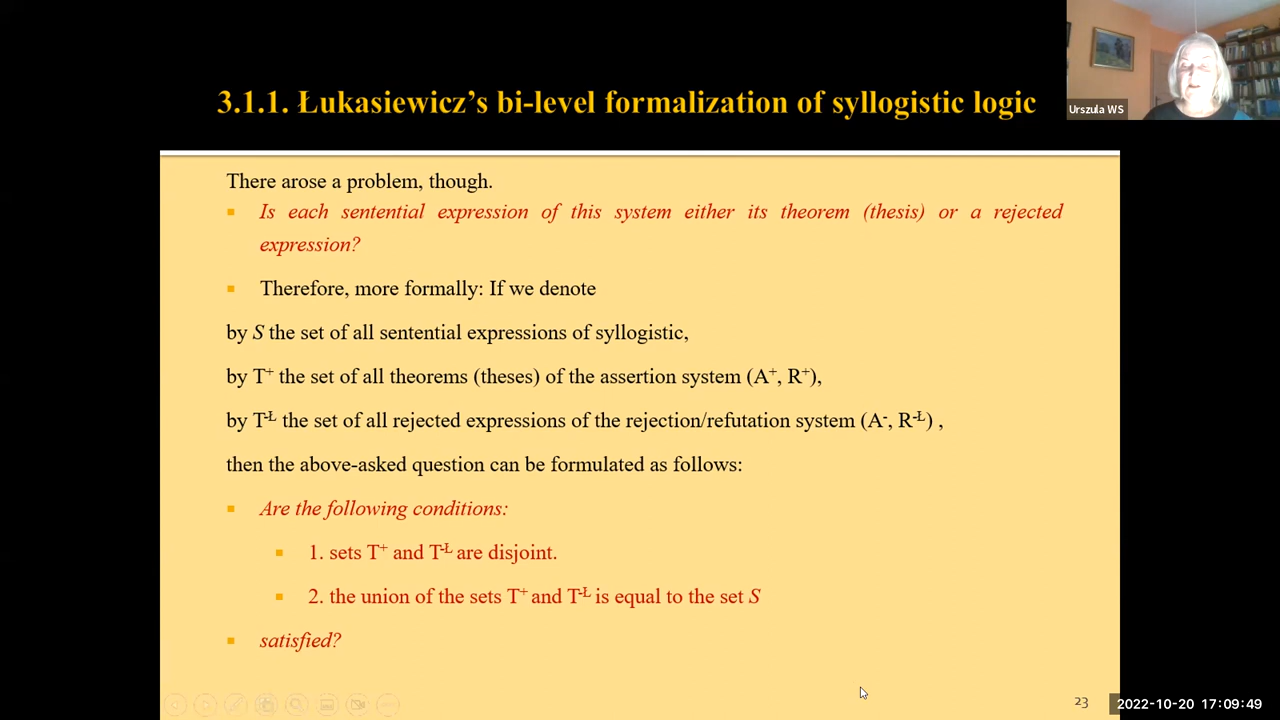 3.1.1. Łukasiewicz’s bi-level formalization of syllogistic logic
Urszula WS
There arose a problem, though.
Is each sentential expression of this system either its theorem (thesis) or a rejected
expression?
Therefore, more formally: If we denote
by S the set of all sentential expressions of syllogistic,
by T⁺ the set of all theorems (theses) of the assertion system (A⁺, R⁺),
by T⁻Ł the set of all rejected expressions of the rejection/refutation system (A⁻, R⁻Ł) ,
then the above-asked question can be formulated as follows:
Are the following conditions:
1. sets T⁺ and T⁻Ł are disjoint.
2. the union of the sets T⁺ and T⁻Ł is equal to the set S
satisfied?
23
2022-10-20 17:09:49